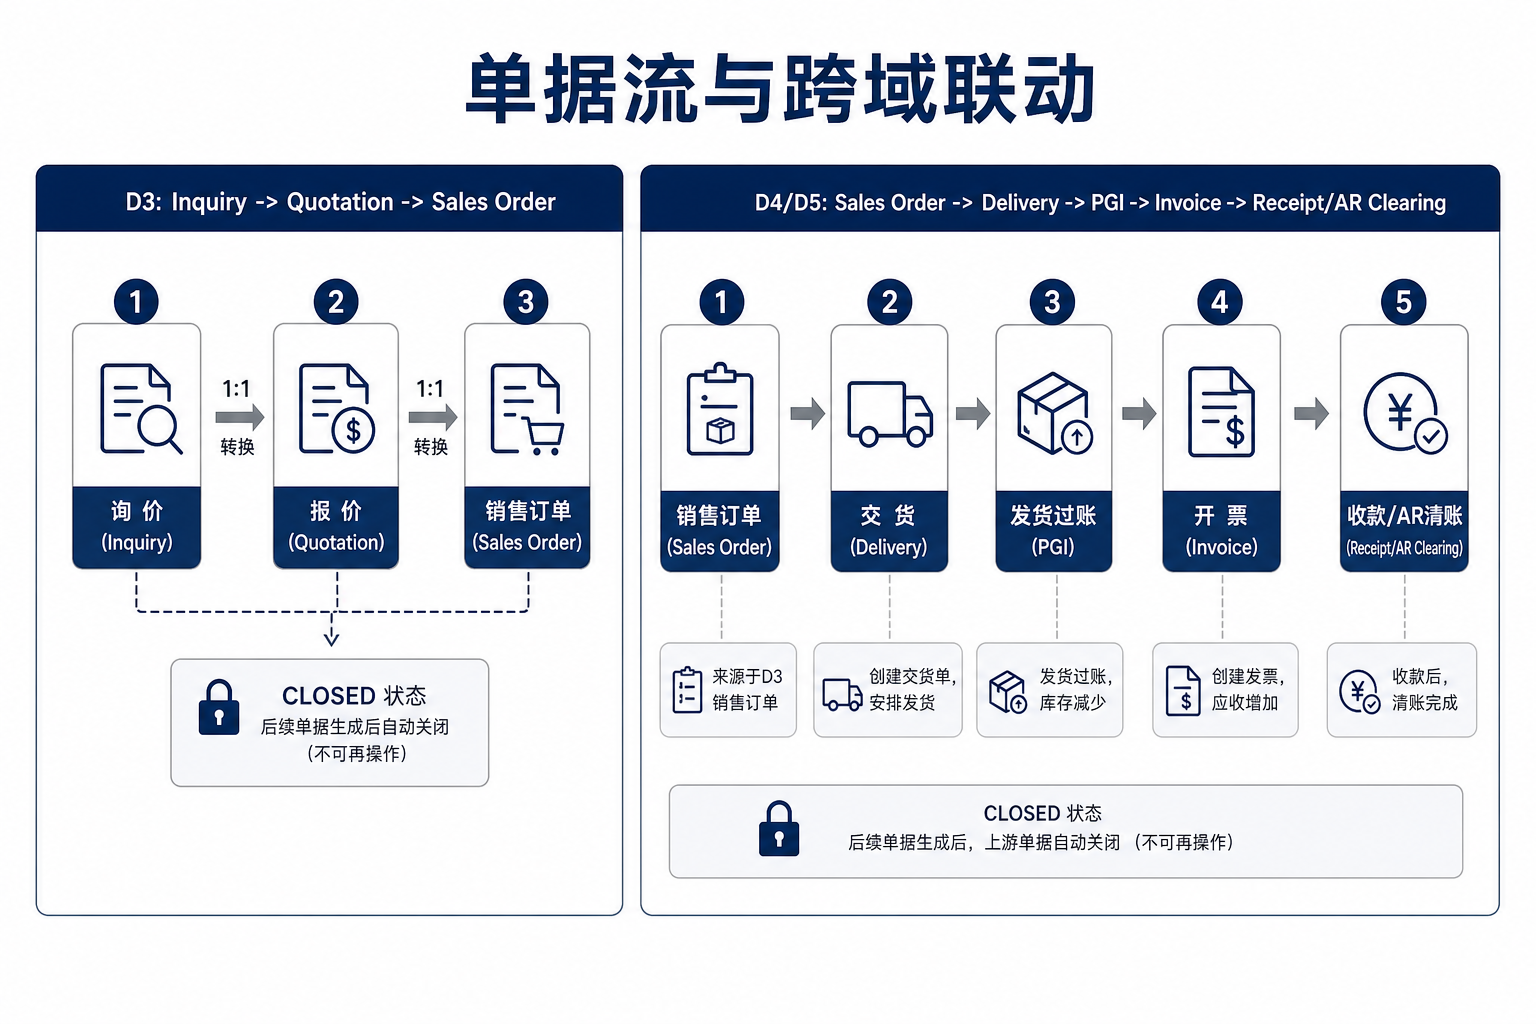 单据流与跨域联动
D3: Inquiry -> Quotation -> Sales Order
1
2
3
1:1
转换
1:1
转换
询 价
(Inquiry)
报 价
(Quotation)
销售订单
(Sales Order)
CLOSED 状态
后续单据生成后自动关闭
(不可再操作)
D4/D5: Sales Order -> Delivery -> PGI -> Invoice -> Receipt/AR Clearing
1
2
3
4
5
$
$
¥
销售订单
(Sales Order)
交 货
(Delivery)
发货过账
(PGI)
开 票
(Invoice)
收款/AR清账
(Receipt/AR Clearing)
来源于D3
销售订单
创建交货单,
安排发货
发货过账,
库存减少
$
创建发票,
应收增加
¥
收款后,
清账完成
CLOSED 状态
后续单据生成后, 上游单据自动关闭 (不可再操作)